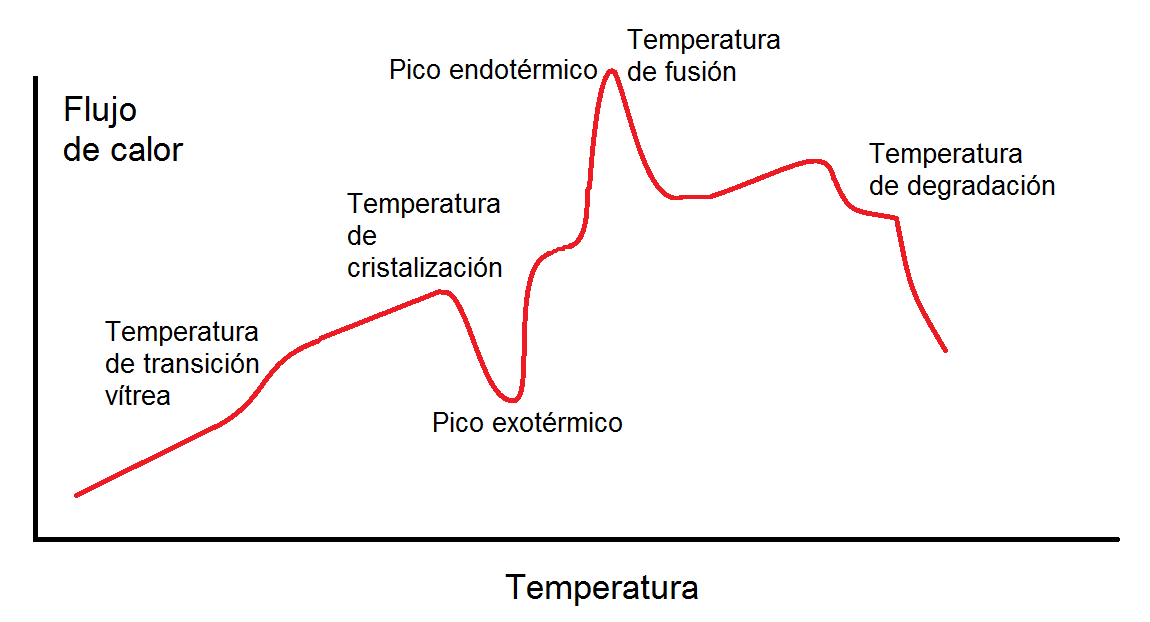 Temperatura
de fusión
Pico endotérmico
Flujo
de calor
Temperatura
de degradación
Temperatura
de
cristalización
Temperatura
de transición
vítrea
Pico exotérmico
Temperatura